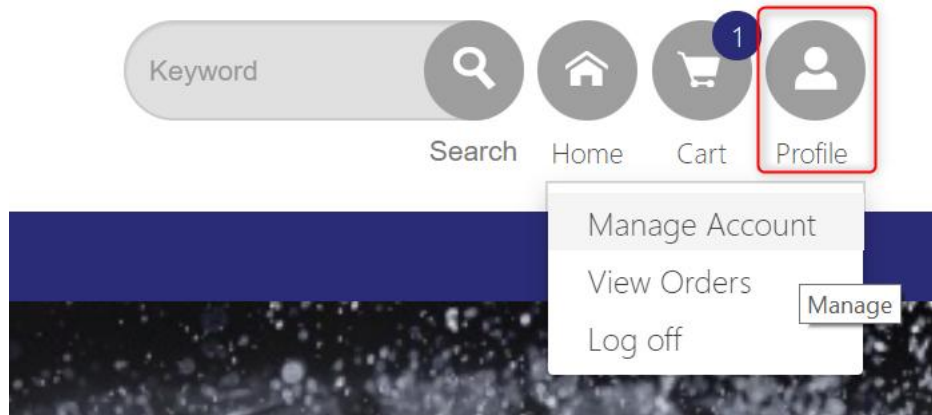 Keyword
1
Search Home Cart Profile
Manage Account
View Orders
Manage
Log off